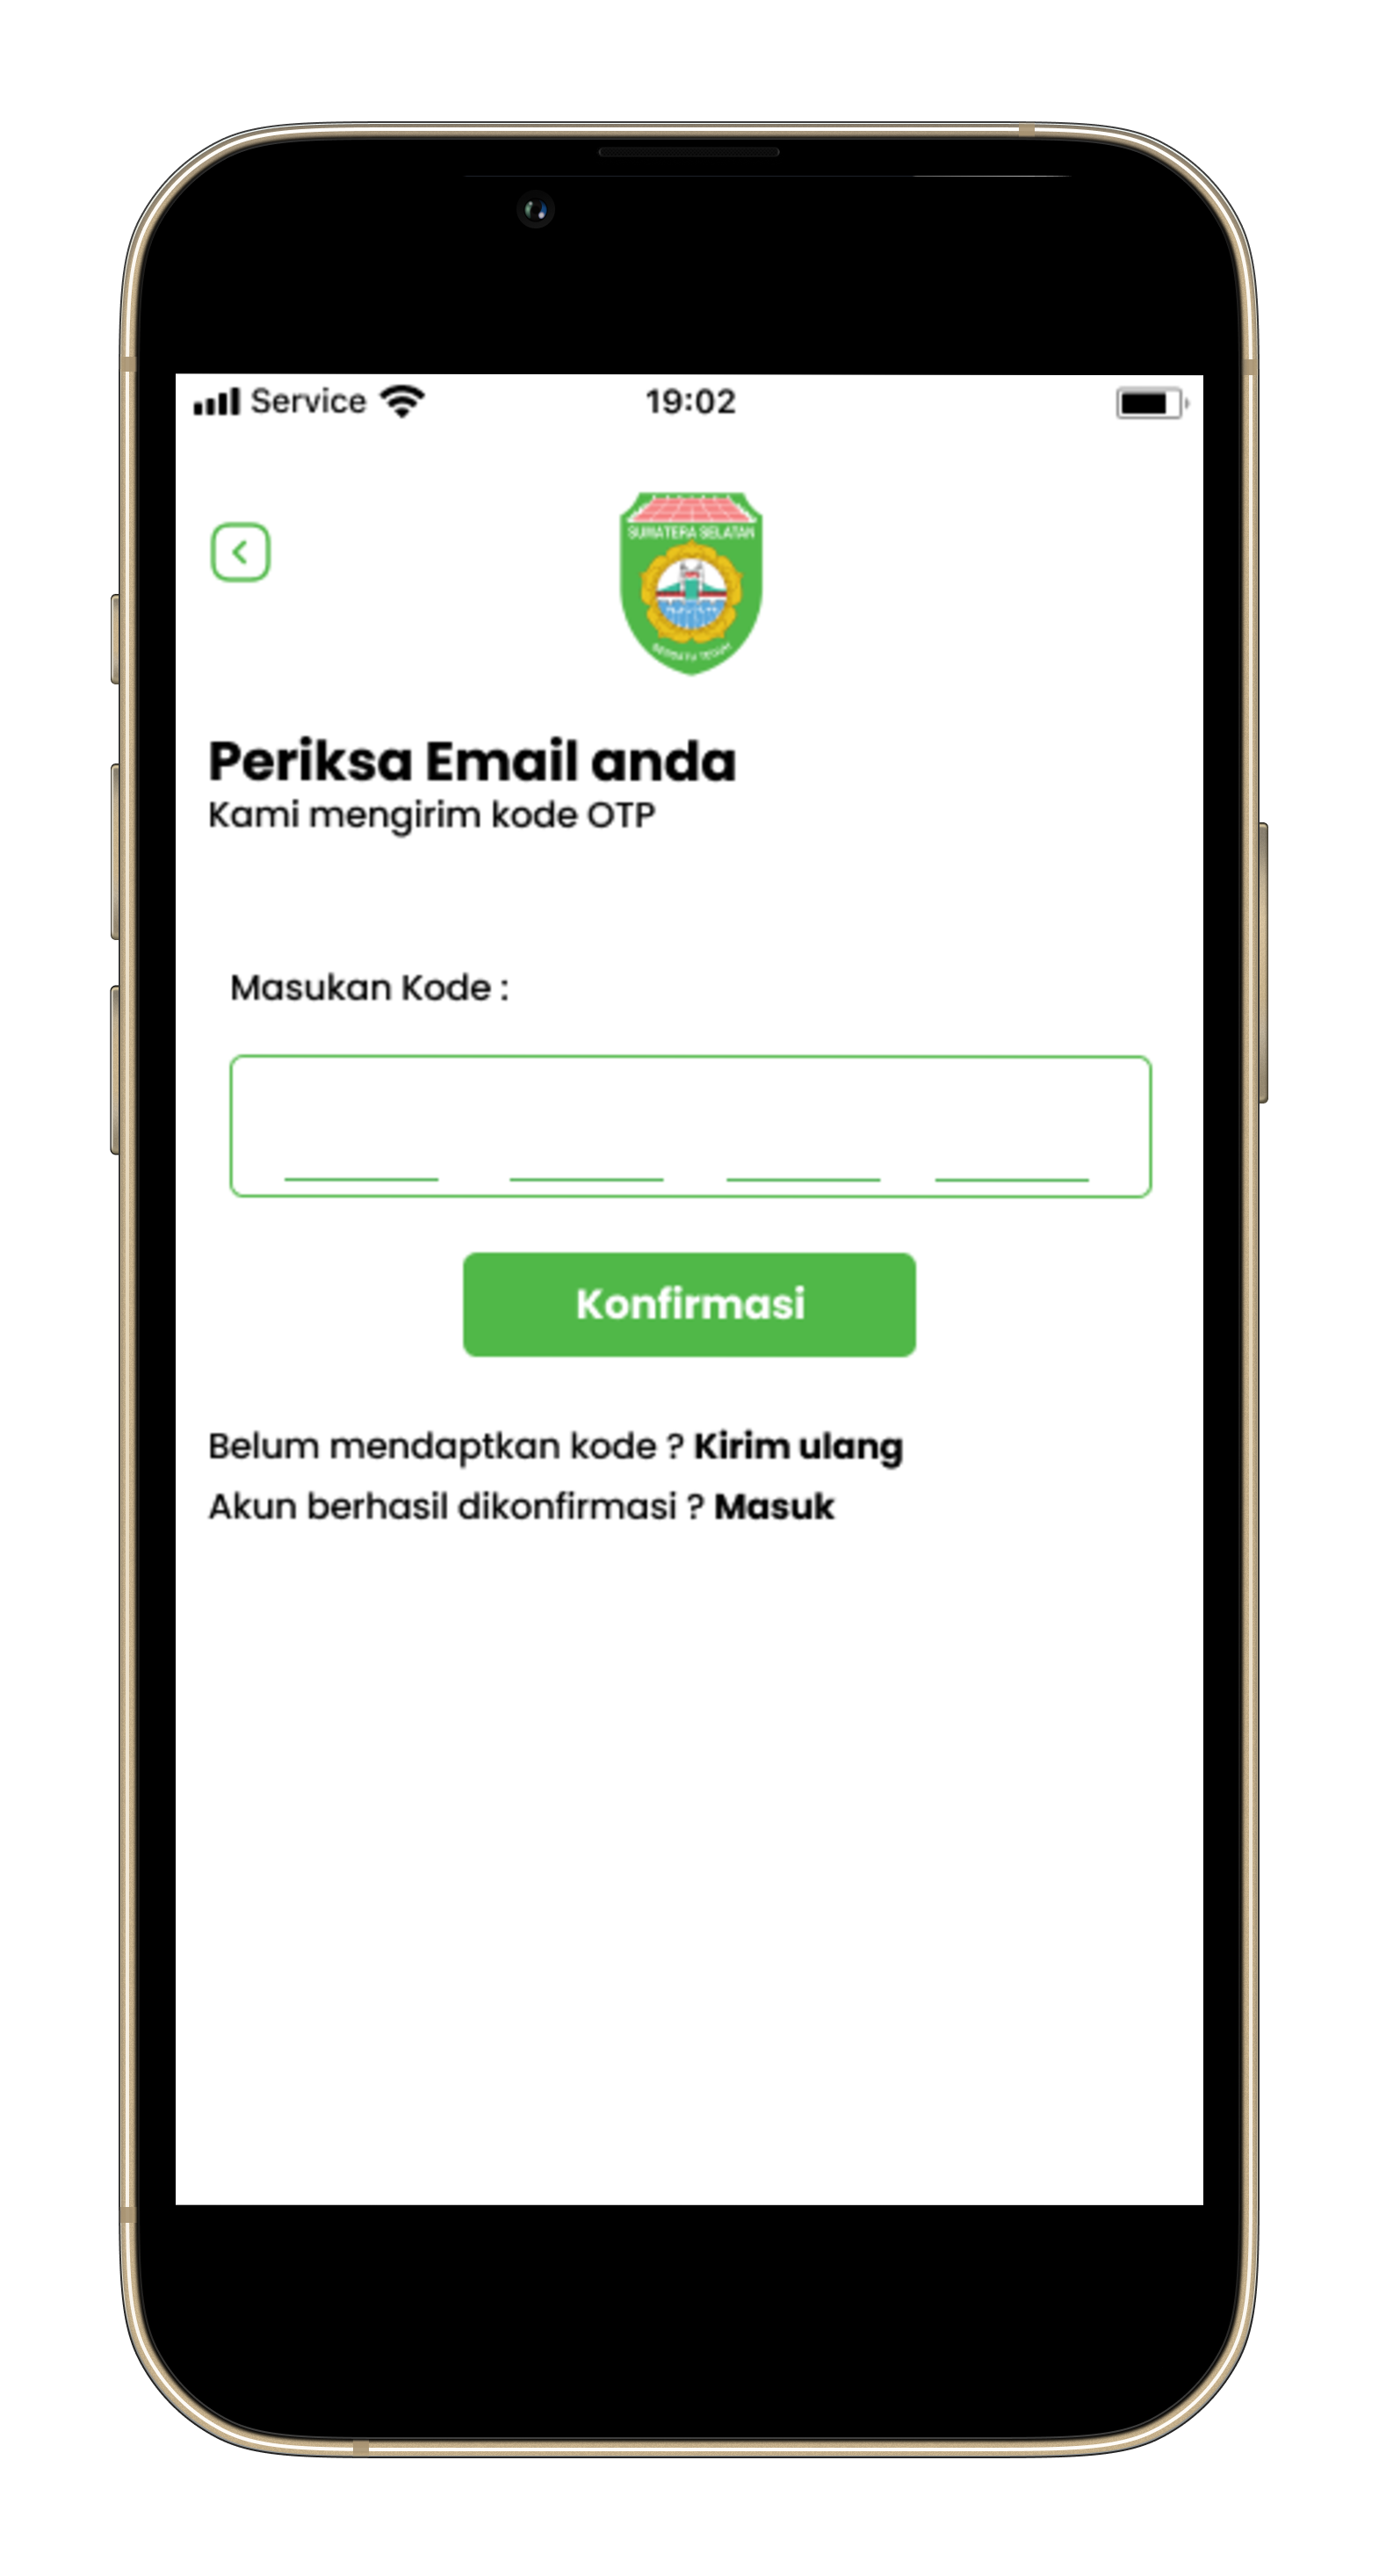 Service 19:02
SUMATERA SELATAN
Periksa Email anda
Kami mengirim kode OTP
Masukan Kode :
Konfirmasi
Belum mendaptkan kode ? Kirim ulang
Akun berhasil dikonfirmasi ? Masuk